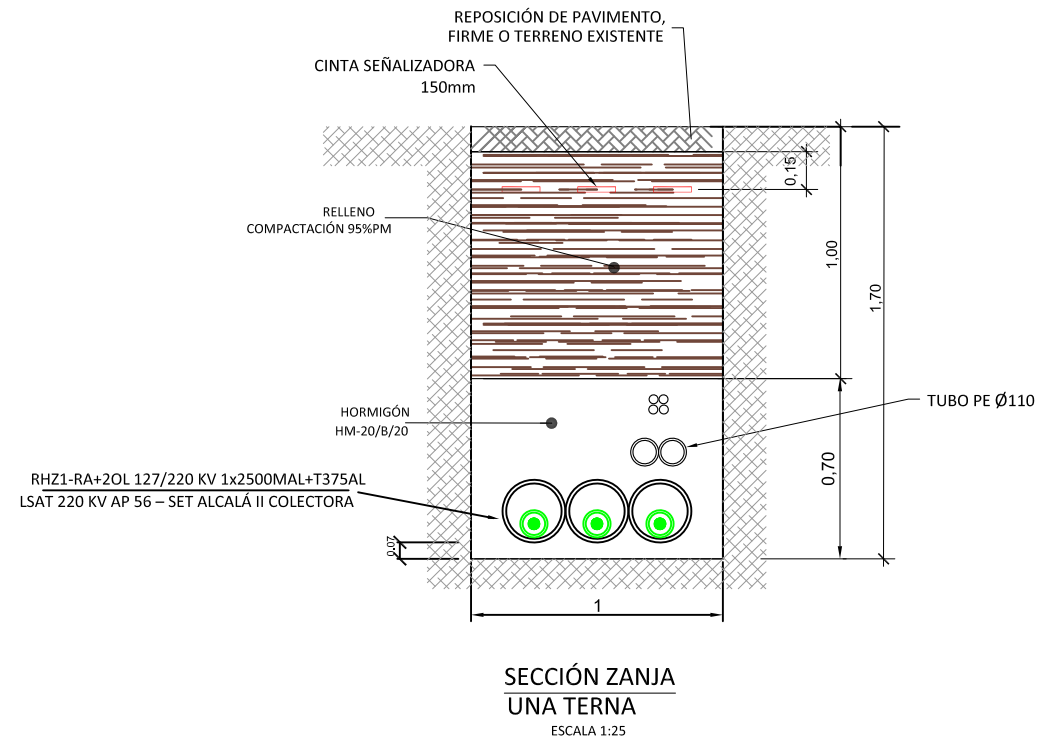 REPOSICIÓN DE PAVIMENTO,
FIRME O TERRENO EXISTENTE
CINTA SEÑALIZADORA
150mm
0,15
RELLENO
COMPACTACIÓN 95%PM
1,00
1,70
TUBO PE Ø110
HORMIGÓN
HM-20/B/20
0,70
RHZ1-RA+2OL 127/220 KV 1x2500MAL+T375AL
LSAT 220 KV AP 56 – SET ALCALÁ II COLECTORA
0,07
1
SECCIÓN ZANJA
UNA TERNA
ESCALA 1:25